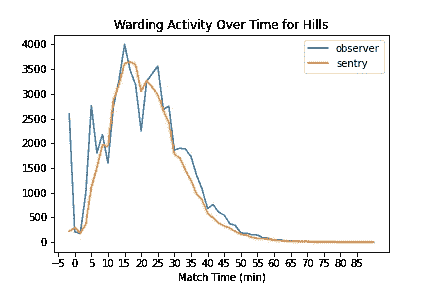 Warding Activity Over Time for Hills
observer
sentry
4000
3500
3000
2500
2000
1500
1000
500
0
−5 0 5 10 15 20 25 30 35 40 45 50 55 60 65 70 75 80 85
Match Time (min)